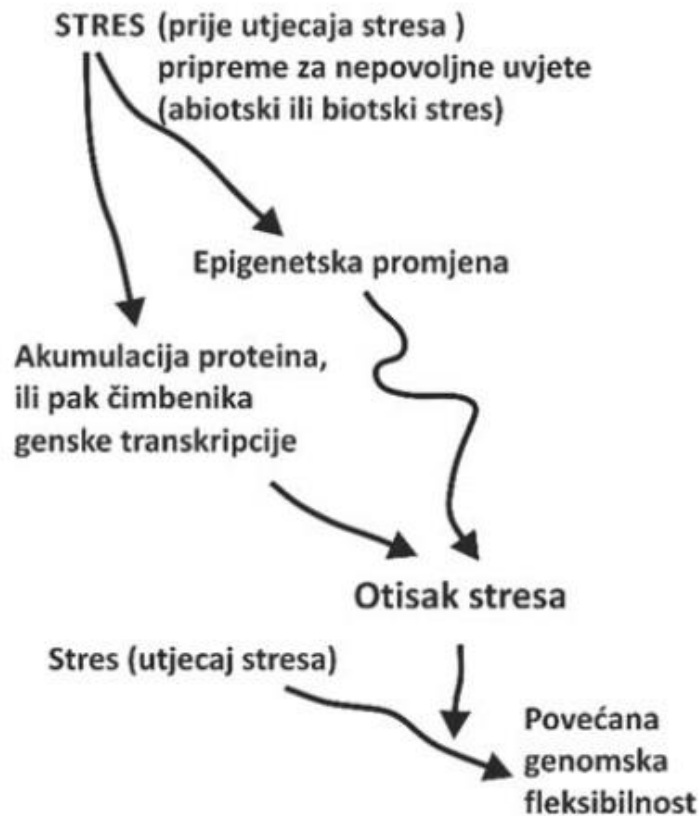 STRES (prije utjecaja stresa )
pripreme za nepovoljne uvjete
(abiotski ili biotski stres)
Epigenetska promjena
Akumulacija proteina,
ili pak čimbenika
genske transkripcije
Otisak stresa
Stres (utjecaj stresa)
Povećana
genomska
fleksibilnost